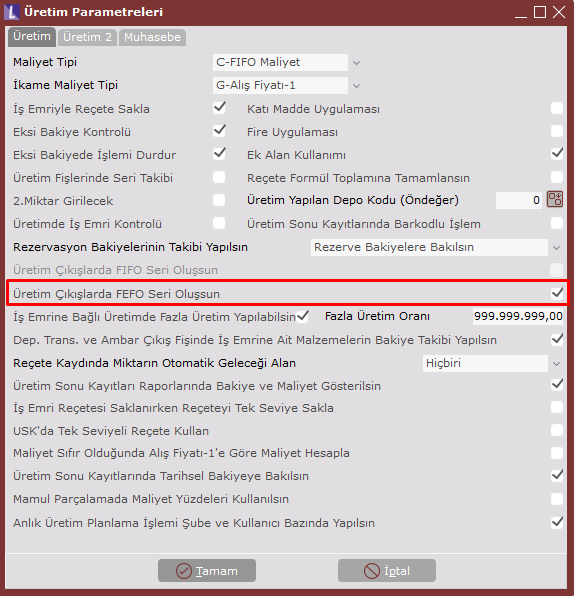 Üretim Parametreleri
Üretim Üretim 2 Muhasebe
Maliyet Tipi C-FIFO Maliyet
İkame Maliyet Tipi G-Alış Fiyatı-1
İş Emriyle Reçete Sakla Katı Madde Uygulaması
Eksi Bakiye Kontrolü Fire Uygulaması
Eksi Bakiyede İşlemi Durdur Ek Alan Kullanımı
Üretim Fişlerinde Seri Takibi Reçete Formül Toplamına Tamamlansın
2.Miktar Girilecek Üretim Yapılan Depo Kodu (Öndeğer) 0
Üretimde İş Emri Kontrolü Üretim Sonu Kayıtlarında Barkodlu İşlem
Rezervasyon Bakiyelerinin Takibi Yapılsın Rezerve Bakiyelere Bakılsın
Üretim Çıkışlarda FIFO Seri Oluşsun
Üretim Çıkışlarda FEFO Seri Oluşsun
İş Emrine Bağlı Üretimde Fazla Üretim Yapılabilsin Fazla Üretim Oranı 999.999.999,00
Dep. Trans. ve Ambar Çıkış Fişinde İş Emrine Ait Malzemelerin Bakiye Takibi Yapılsın
Reçete Kaydında Miktarın Otomatik Geleceği Alan Hiçbiri
Üretim Sonu Kayıtları Raporlarında Bakiye ve Maliyet Gösterilsin
İş Emri Reçetesi Saklanırken Reçeteyi Tek Seviye Sakla
USK'da Tek Seviyeli Reçete Kullan
Maliyet Sıfır Olduğunda Alış Fiyatı-1'e Göre Maliyet Hesapla
Üretim Sonu Kayıtlarında Tarihsel Bakiyeye Bakılsın
Mamul Parçalamada Maliyet Yüzdeleri Kullanılsın
Anlık Üretim Planlama İşlemi Şube ve Kullanıcı Bazında Yapılsın
Tamam İptal